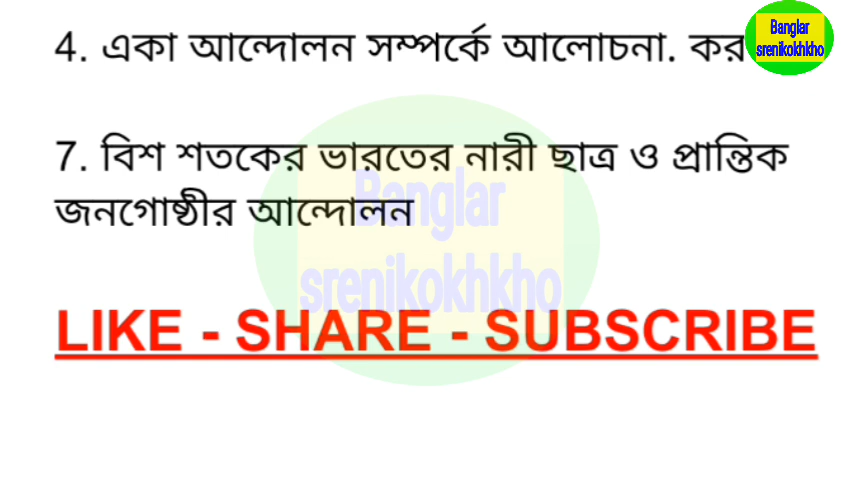 4. একা আন্দোলন সম্পর্কে আলোচনা. কর
Banglar
srenikokhkho
7. বিশ শতকের ভারতের নারী ছাত্র ও প্রান্তিক
জনগোষ্ঠীর আন্দোলন
Banglar
srenikokhkho
LIKE - SHARE - SUBSCRIBE